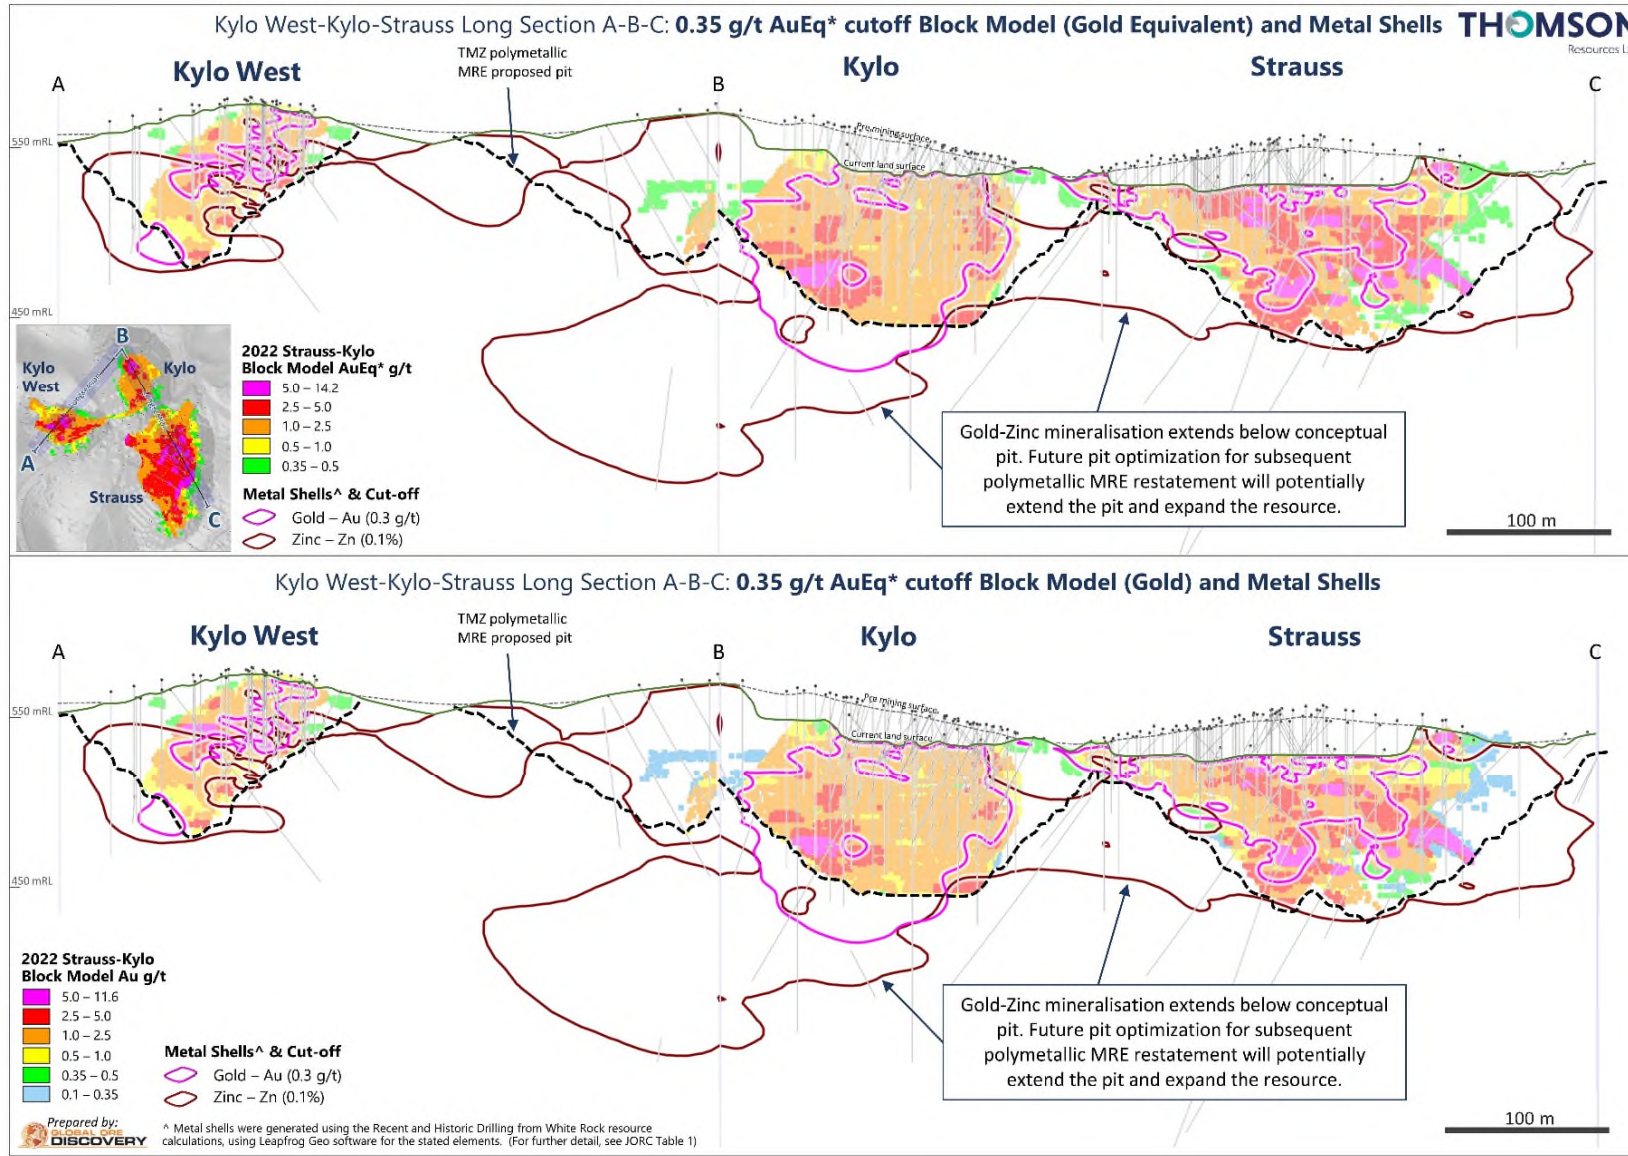 Kylo West-Kylo-Strauss Long Section A-B-C: 0.35 g/t AuEq* cutoff Block Model (Gold Equivalent) and Metal Shells
THOMSON
Resources L
TMZ polymetallic
MRE proposed pit
Kylo West
Kylo
Strauss
A
B
C
Pre mining surface
Current land surface
550 mRL
450 mRL
B
Kylo
West
Kylo
A
Strauss
C
2022 Strauss-Kylo
Block Model AuEq* g/t
5.0 – 14.2
2.5 – 5.0
1.0 – 2.5
0.5 – 1.0
0.35 – 0.5
Metal Shells^ & Cut-off
Gold – Au (0.3 g/t)
Zinc – Zn (0.1%)
Gold-Zinc mineralisation extends below conceptual
pit. Future pit optimization for subsequent
polymetallic MRE restatement will potentially
extend the pit and expand the resource.
100 m
Kylo West-Kylo-Strauss Long Section A-B-C: 0.35 g/t AuEq* cutoff Block Model (Gold) and Metal Shells
TMZ polymetallic
MRE proposed pit
Kylo West
Kylo
Strauss
A
B
C
Pre mining surface
Current land surface
550 mRL
450 mRL
2022 Strauss-Kylo
Block Model Au g/t
5.0 – 11.6
2.5 – 5.0
1.0 – 2.5
0.5 – 1.0
0.35 – 0.5
0.1 – 0.35
Metal Shells^ & Cut-off
Gold – Au (0.3 g/t)
Zinc – Zn (0.1%)
Gold-Zinc mineralisation extends below conceptual
pit. Future pit optimization for subsequent
polymetallic MRE restatement will potentially
extend the pit and expand the resource.
100 m
Prepared by:
GLOBAL ORE
DISCOVERY
^ Metal shells were generated using the Recent and Historic Drilling from White Rock resource
calculations, using Leapfrog Geo software for the stated elements. (For further detail, see JORC Table 1)